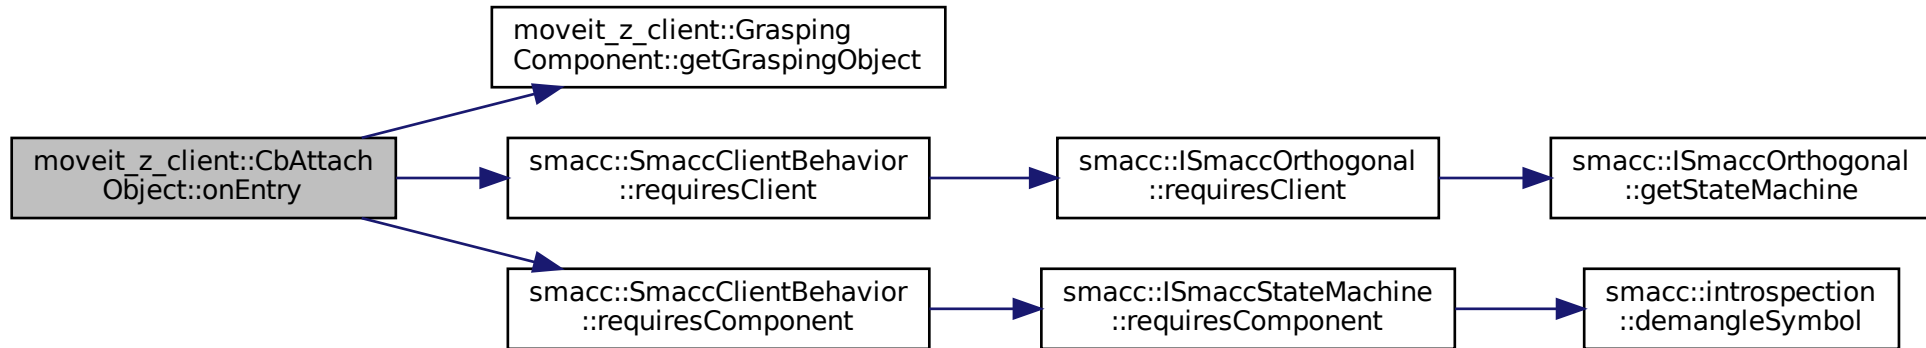 moveit_z_client::Grasping
Component::getGraspingObject
moveit_z_client::CbAttach
Object::onEntry
smacc::SmaccClientBehavior
::requiresClient
smacc::ISmaccOrthogonal
::requiresClient
smacc::ISmaccOrthogonal
::getStateMachine
smacc::SmaccClientBehavior
::requiresComponent
smacc::ISmaccStateMachine
::requiresComponent
smacc::introspection
::demangleSymbol